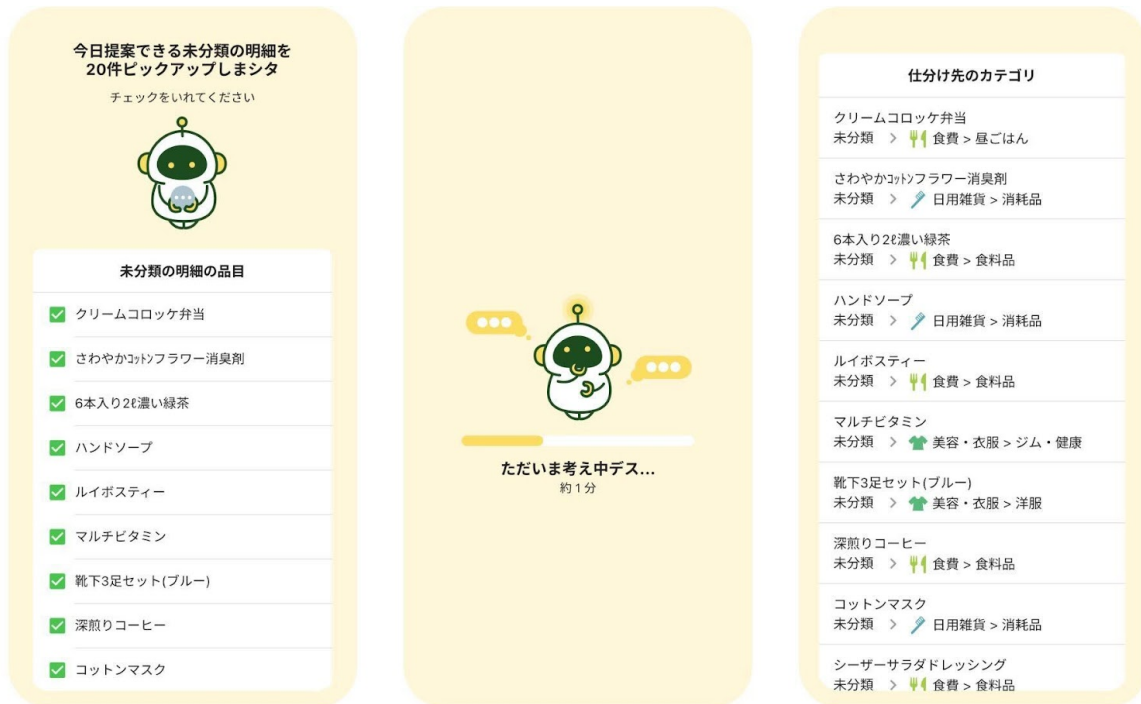 今日提案できる未分類の明細を
20件ピックアップしまシタ
チェックをいれてください
未分類の明細の品目
クリームコロッケ弁当
さわやかｺｯﾄﾝフラワー消臭剤
6本入り2ℓ濃い緑茶
ハンドソープ
ルイボスティー
マルチビタミン
靴下3足セット(ブルー)
深煎りコーヒー
コットンマスク
ただいま考え中デス...
約1分
仕分け先のカテゴリ
クリームコロッケ弁当
未分類 > 食費 > 昼ごはん
さわやかｺｯﾄﾝフラワー消臭剤
未分類 > 日用雑貨 > 消耗品
6本入り2ℓ濃い緑茶
未分類 > 食費 > 食料品
ハンドソープ
未分類 > 日用雑貨 > 消耗品
ルイボスティー
未分類 > 食費 > 食料品
マルチビタミン
未分類 > 美容・衣服 > ジム・健康
靴下3足セット(ブルー)
未分類 > 美容・衣服 > 洋服
深煎りコーヒー
未分類 > 食費 > 食料品
コットンマスク
未分類 > 日用雑貨 > 消耗品
シーザーサラダドレッシング
未分類 > 食費 > 食料品